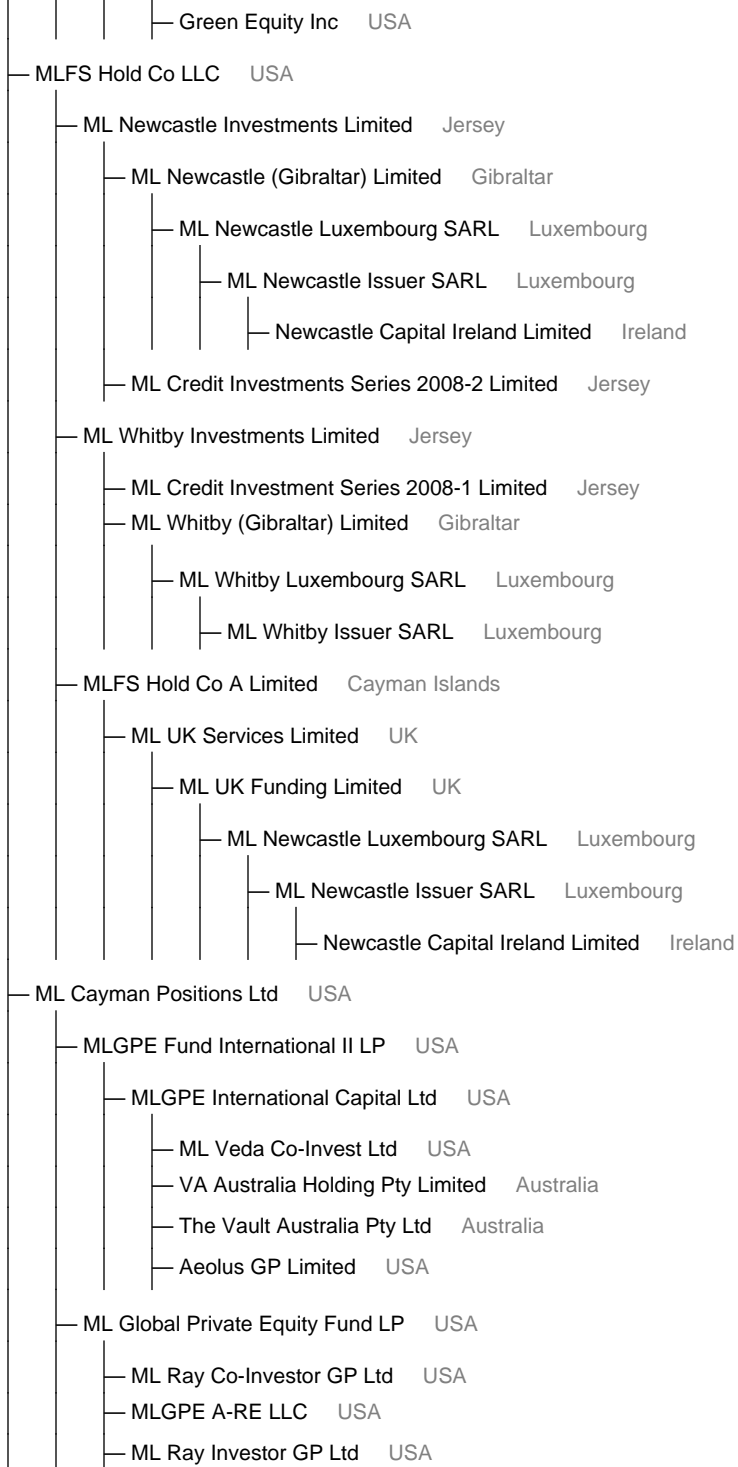 Green Equity Inc USA
MLFS Hold Co LLC USA
ML Newcastle Investments Limited Jersey
ML Newcastle (Gibraltar) Limited Gibraltar
ML Newcastle Luxembourg SARL Luxembourg
ML Newcastle Issuer SARL Luxembourg
Newcastle Capital Ireland Limited Ireland
ML Credit Investments Series 2008-2 Limited Jersey
ML Whitby Investments Limited Jersey
ML Credit Investment Series 2008-1 Limited Jersey
ML Whitby (Gibraltar) Limited Gibraltar
ML Whitby Luxembourg SARL Luxembourg
ML Whitby Issuer SARL Luxembourg
MLFS Hold Co A Limited Cayman Islands
ML UK Services Limited UK
ML UK Funding Limited UK
ML Newcastle Luxembourg SARL Luxembourg
ML Newcastle Issuer SARL Luxembourg
Newcastle Capital Ireland Limited Ireland
ML Cayman Positions Ltd USA
MLGPE Fund International II LP USA
MLGPE International Capital Ltd USA
ML Veda Co-Invest Ltd USA
VA Australia Holding Pty Limited Australia
The Vault Australia Pty Ltd Australia
Aeolus GP Limited USA
ML Global Private Equity Fund LP USA
ML Ray Co-Investor GP Ltd USA
MLGPE A-RE LLC USA
ML Ray Investor GP Ltd USA